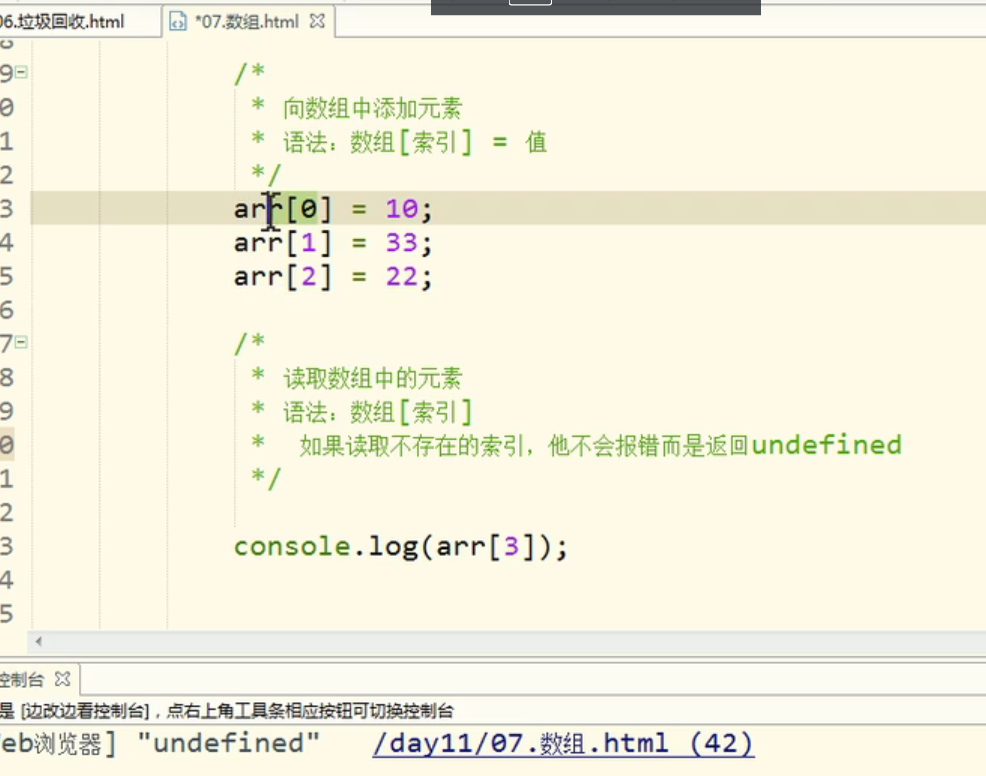 06.垃圾回收.html
*07.数组.html
9
/*
0
* 向数组中添加元素
1
* 语法：数组[索引] = 值
2
*/
3
arr[0] = 10;
4
arr[1] = 33;
5
arr[2] = 22;
6
7
/*
8
* 读取数组中的元素
9
* 语法：数组[索引]
0
* 如果读取不存在的索引，他不会报错而是返回undefined
1
*/
2
3
console.log(arr[3]);
4
5
控制台
是 [边改边看控制台]，点右上角工具条相应按钮可切换控制台
eb浏览器] "undefined" /day11/07.数组.html (42)